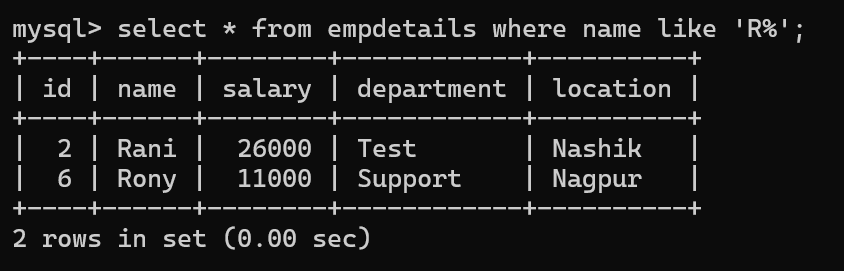 mysql> select * from empdetails where name like 'R%';
+----+------+--------+------------+----------+
| id | name | salary | department | location |
+----+------+--------+------------+----------+
|  2 | Rani |  26000 | Test       | Nashik   |
|  6 | Rony |  11000 | Support    | Nagpur   |
+----+------+--------+------------+----------+
2 rows in set (0.00 sec)